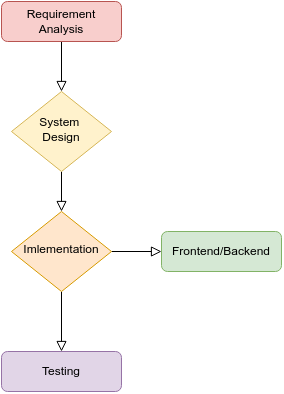 Requirement
Analysis
System
Design
Imlementation
Frontend/Backend
Testing